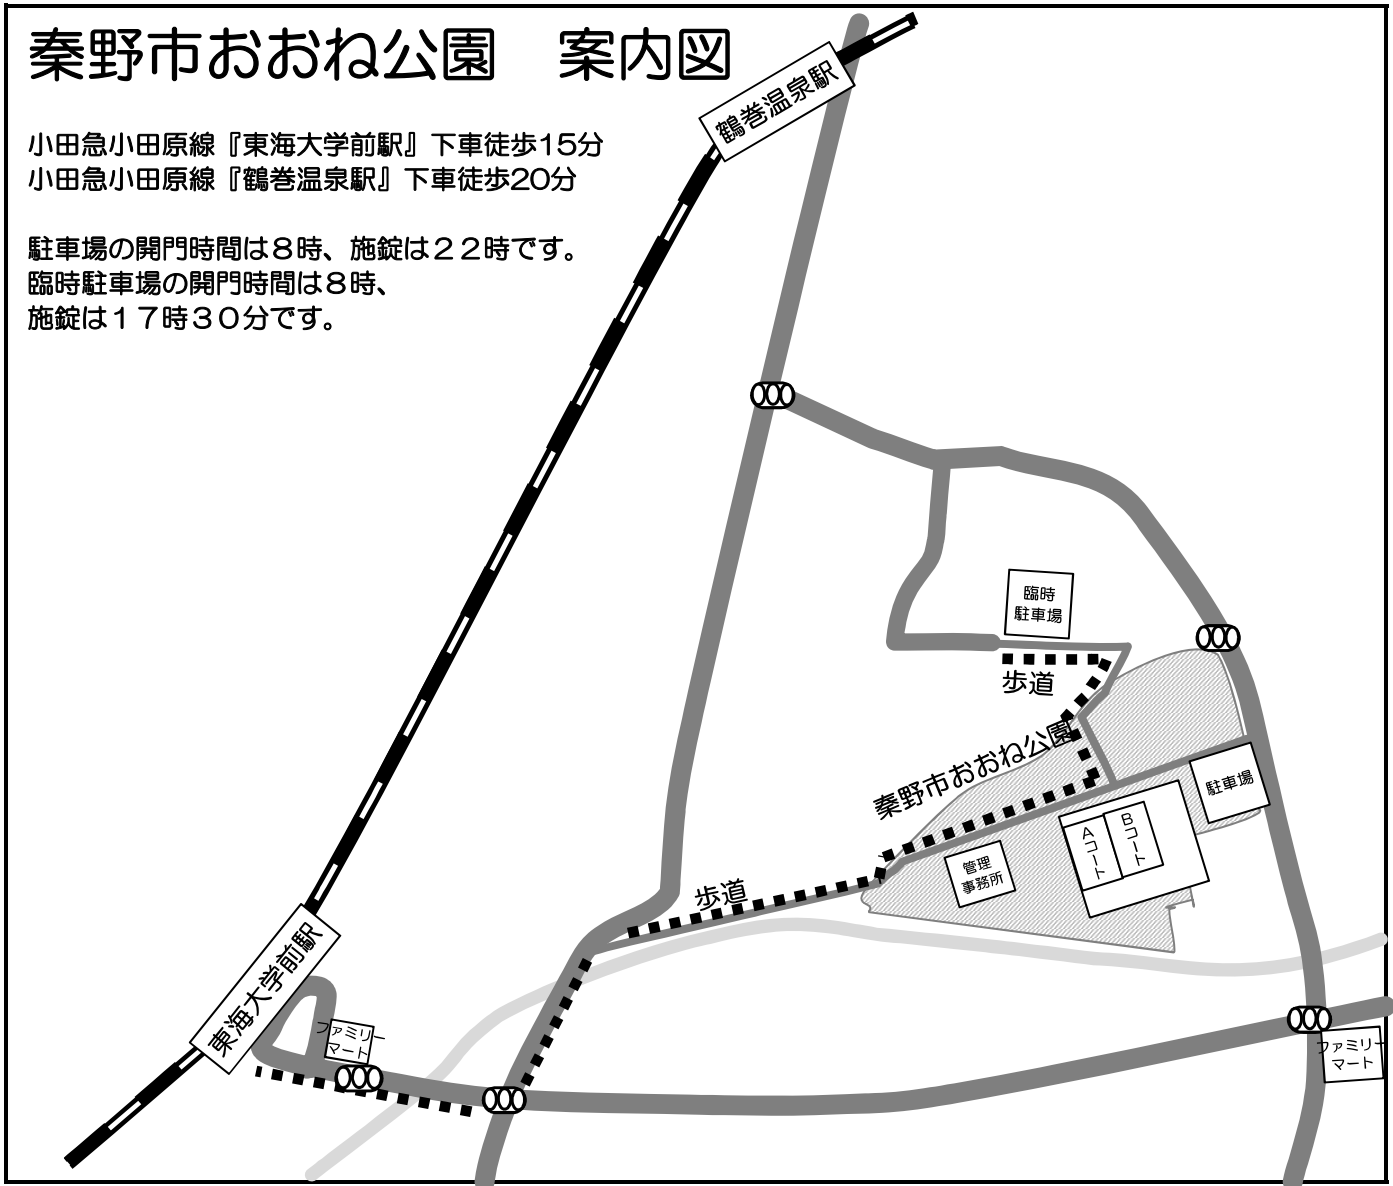 秦野市おおね公園　案内図
小田急小田原線『東海大学前駅』下車徒歩15分
小田急小田原線『鶴巻温泉駅』下車徒歩20分
駐車場の開門時間は８時、施錠は２２時です。
臨時駐車場の開門時間は８時、
施錠は１７時３０分です。
鶴巻温泉駅
臨時
駐車場
歩道
秦野市おおね公園
駐車場
Aコート
Bコート
管理
事務所
歩道
東海大学前駅
ファミリー
マート
ファミリー
マート